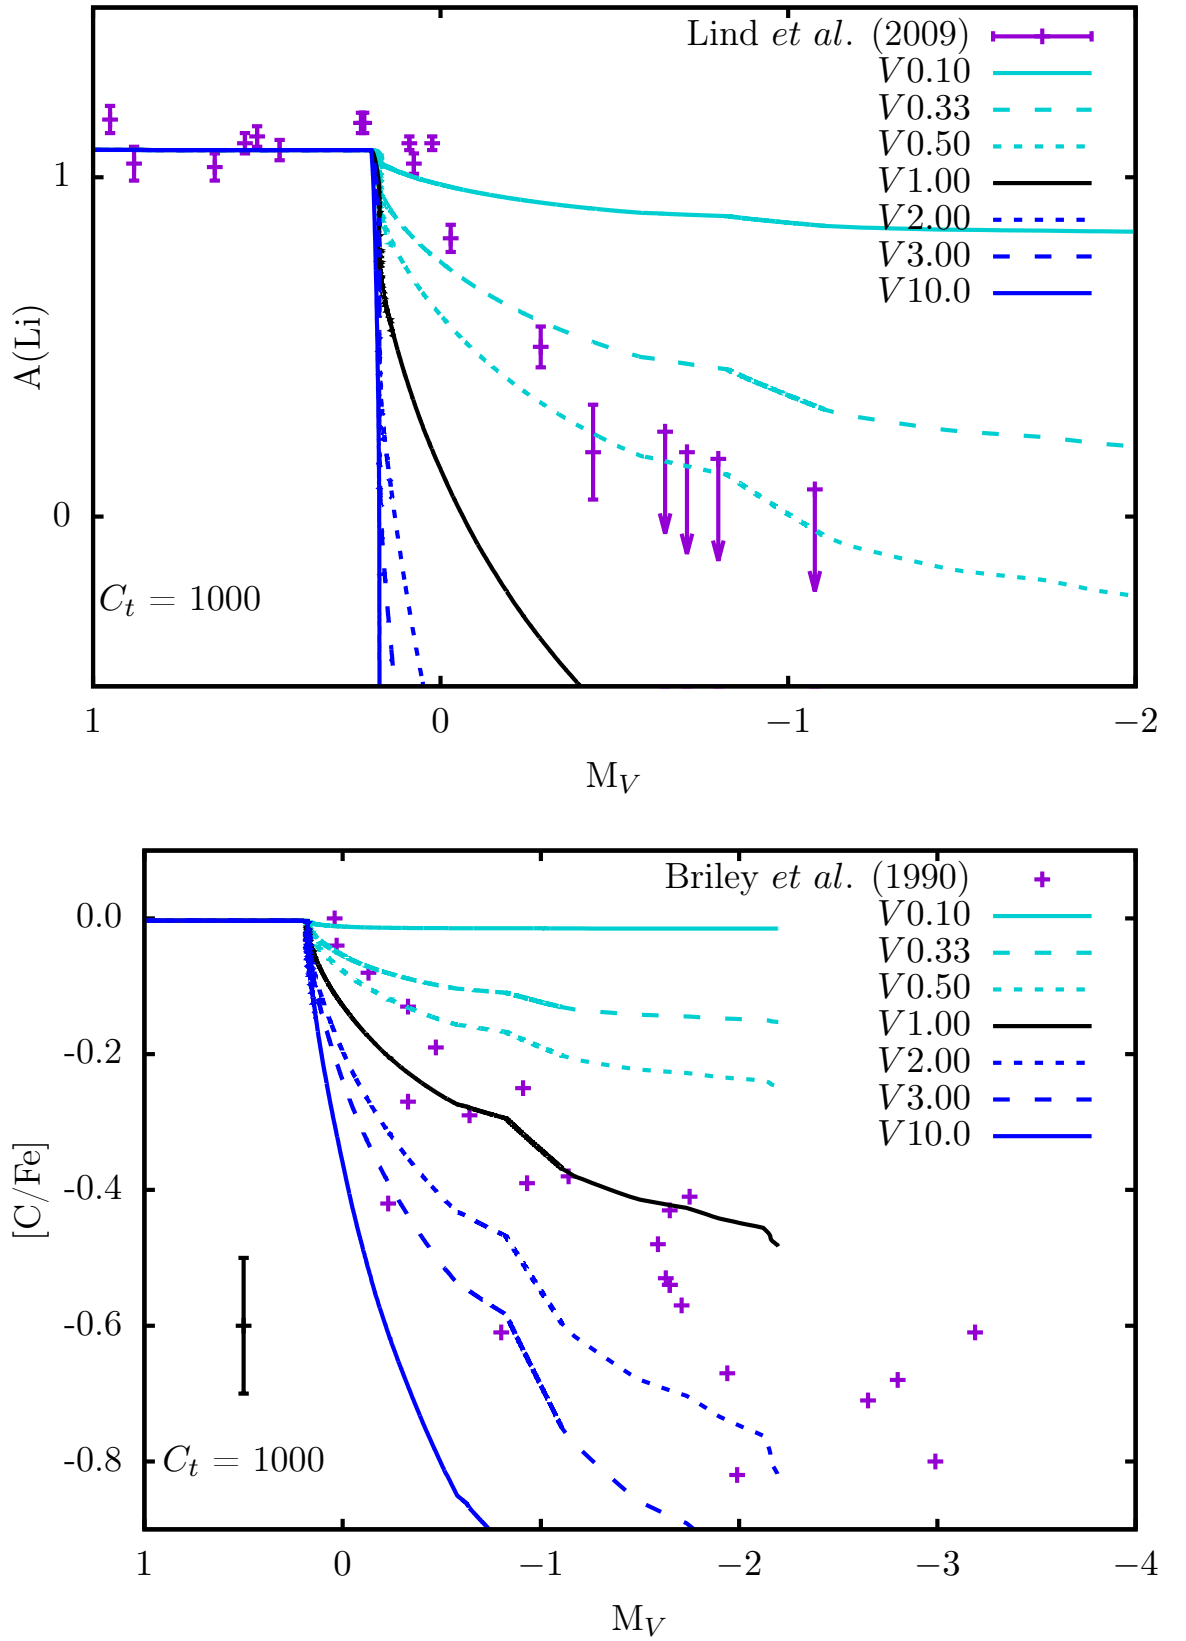 Lind et al. (2009)
V0.10
V0.33
V0.50
V1.00
V2.00
V3.00
V10.0
1
0
A(Li)
C_t = 1000
1 0 −1 −2
M_V
Briley et al. (1990)
V0.10
V0.33
V0.50
V1.00
V2.00
V3.00
V10.0
0.0
-0.2
-0.4
-0.6
-0.8
[C/Fe]
C_t = 1000
1 0 −1 −2 −3 −4
M_V